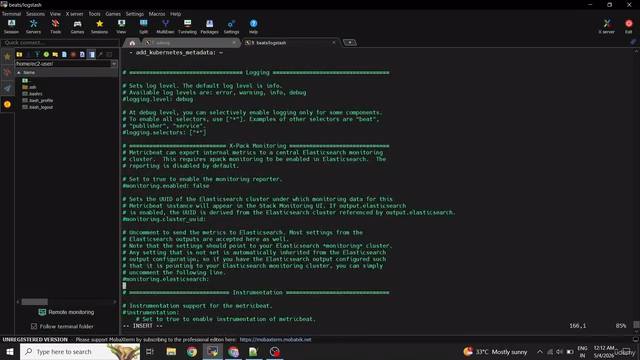 beats/logstash
Terminal Sessions View X server Tools Games Settings Macros Help
Session Servers Tools Games Sessions View Split MultiExec Tunneling Packages Settings Help X server Exit
Quick connect...
5. beats/logstash
/home/ec2-user/
Name
..
.ssh
.bashrc
.bash_profile
.bash_logout
Remote monitoring
Follow terminal folder
- add_kubernetes_metadata: ~
# ================================== Logging ===================================
# Sets log level. The default log level is info.
# Available log levels are: error, warning, info, debug
#logging.level: debug
# At debug level, you can selectively enable logging only for some components.
# To enable all selectors, use ["*"]. Examples of other selectors are "beat",
# "publisher", "service".
#logging.selectors: ["*"]
# ============================= X-Pack Monitoring ==============================
# Metricbeat can export internal metrics to a central Elasticsearch monitoring
# cluster. This requires xpack monitoring to be enabled in Elasticsearch. The
# reporting is disabled by default.
# Set to true to enable the monitoring reporter.
#monitoring.enabled: false
# Sets the UUID of the Elasticsearch cluster under which monitoring data for this
# Metricbeat instance will appear in the Stack Monitoring UI. If output.elasticsearch
# is enabled, the UUID is derived from the Elasticsearch cluster referenced by output.elasticsearch.
#monitoring.cluster_uuid:
# Uncomment to send the metrics to Elasticsearch. Most settings from the
# Elasticsearch outputs are accepted here as well.
# Note that the settings should point to your Elasticsearch *monitoring* cluster.
# Any setting that is not set is automatically inherited from the Elasticsearch
# output configuration, so if you have the Elasticsearch output configured such
# that it is pointing to your Elasticsearch monitoring cluster, you can simply
# uncomment the following line.
#monitoring.elasticsearch:
# ============================== Instrumentation ===============================
# Instrumentation support for the metricbeat.
#instrumentation:
# Set to true to enable instrumentation of metricbeat.
-- INSERT -- 166,1 85%
UNREGISTERED VERSION - Please support MobaXterm by subscribing to the professional edition here: https://mobaxterm.mobatek.net
Type here to search
33°C Mostly sunny
ENG
IN
12:12 AM
5/4/2026
Udemy